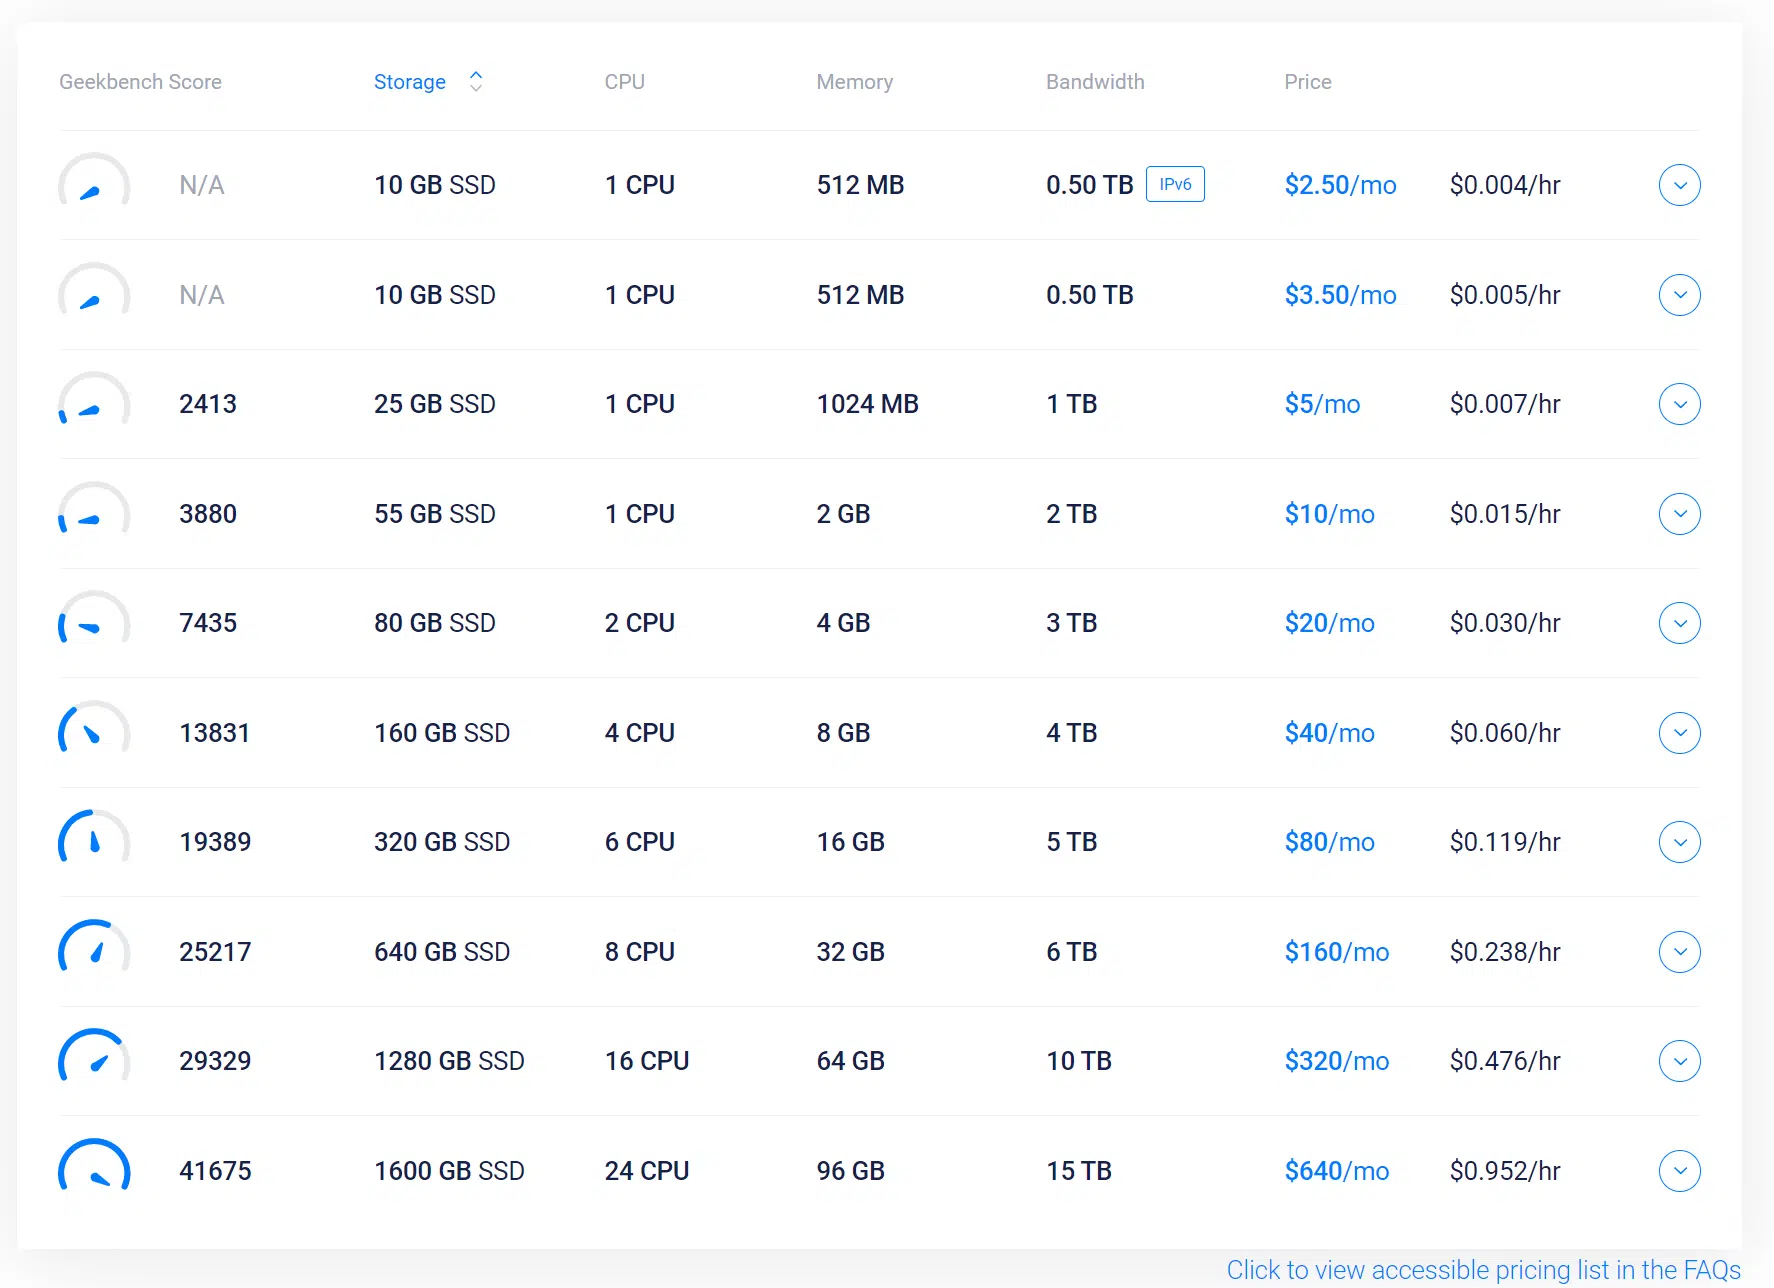 Geekbench Score Storage CPU Memory Bandwidth Price
N/A 10 GB SSD 1 CPU 512 MB 0.50 TB IPv6 $2.50/mo $0.004/hr
N/A 10 GB SSD 1 CPU 512 MB 0.50 TB $3.50/mo $0.005/hr
2413 25 GB SSD 1 CPU 1024 MB 1 TB $5/mo $0.007/hr
3880 55 GB SSD 1 CPU 2 GB 2 TB $10/mo $0.015/hr
7435 80 GB SSD 2 CPU 4 GB 3 TB $20/mo $0.030/hr
13831 160 GB SSD 4 CPU 8 GB 4 TB $40/mo $0.060/hr
19389 320 GB SSD 6 CPU 16 GB 5 TB $80/mo $0.119/hr
25217 640 GB SSD 8 CPU 32 GB 6 TB $160/mo $0.238/hr
29329 1280 GB SSD 16 CPU 64 GB 10 TB $320/mo $0.476/hr
41675 1600 GB SSD 24 CPU 96 GB 15 TB $640/mo $0.952/hr
Click to view accessible pricing list in the FAQs